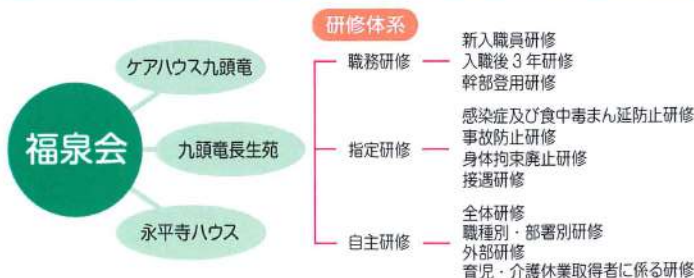 研修体系
福泉会
ケアハウス九頭竜
九頭竜長生苑
永平寺ハウス
職務研修
新入職員研修
入職後3年研修
幹部登用研修
指定研修
感染症及び食中毒まん延防止研修
事故防止研修
身体拘束廃止研修
接遇研修
自主研修
全体研修
職種別・部署別研修
外部研修
育児・介護休業取得者に係る研修